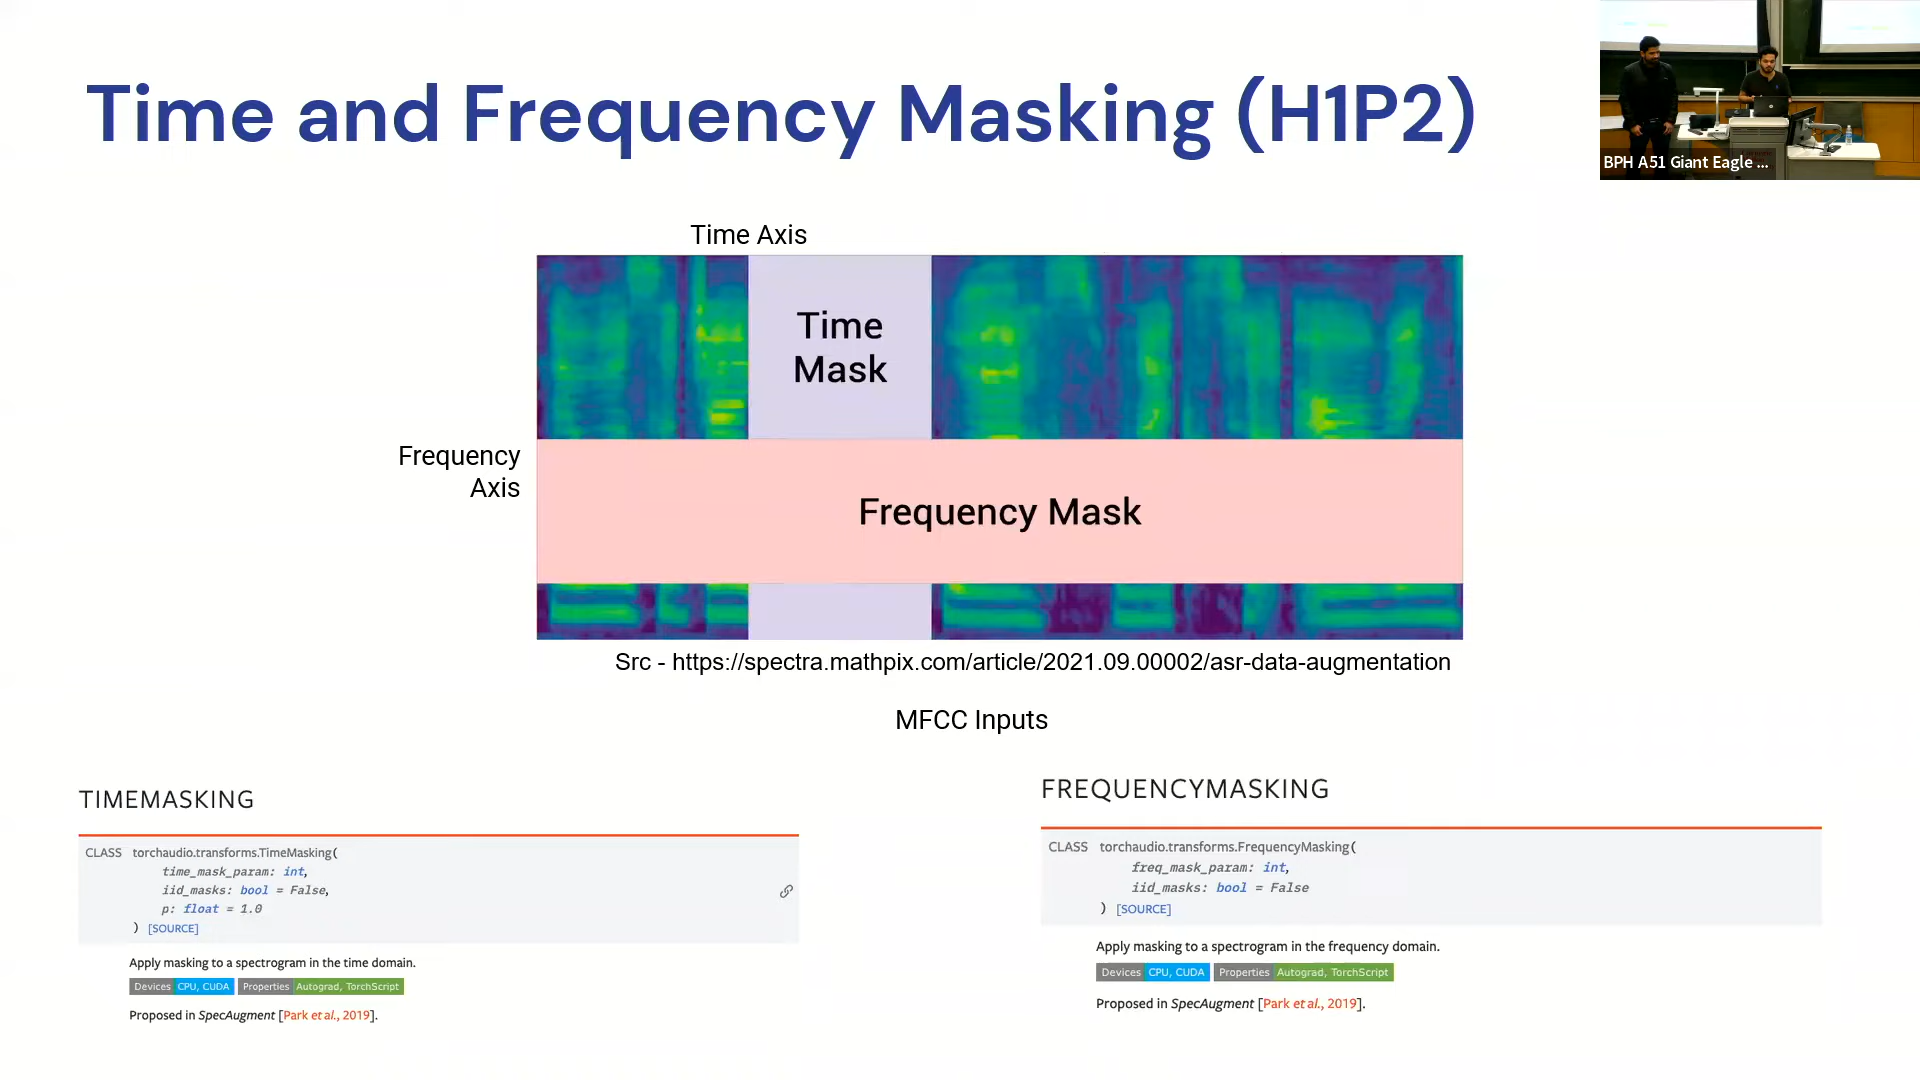 Time and Frequency Masking (H1P2)
BPH A51 Giant Eagle ...
Time Axis
Time
Mask
Frequency
Axis
Frequency Mask
Src - https://spectra.mathpix.com/article/2021.09.00002/asr-data-augmentation
MFCC Inputs
TIMEMASKING
CLASS torchaudio.transforms.TimeMasking(
time_mask_param: int,
iid_masks: bool = False,
p: float = 1.0
) [SOURCE]
Apply masking to a spectrogram in the time domain.
Devices CPU, CUDA Properties Autograd, TorchScript
Proposed in SpecAugment [Park et al., 2019].
FREQUENCYMASKING
CLASS torchaudio.transforms.FrequencyMasking(
freq_mask_param: int,
iid_masks: bool = False
) [SOURCE]
Apply masking to a spectrogram in the frequency domain.
Devices CPU, CUDA Properties Autograd, TorchScript
Proposed in SpecAugment [Park et al., 2019].